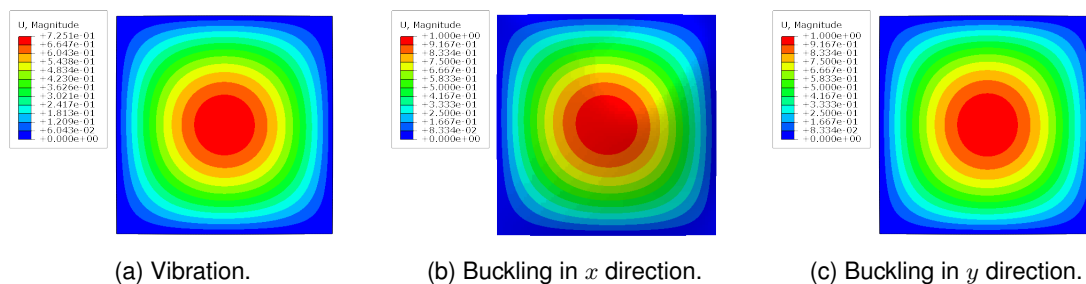 U, Magnitude
+7.251e-01
+6.647e-01
+6.043e-01
+5.438e-01
+4.834e-01
+4.230e-01
+3.626e-01
+3.021e-01
+2.417e-01
+1.813e-01
+1.209e-01
+6.043e-02
+0.000e+00
U, Magnitude
+1.000e+00
+9.167e-01
+8.334e-01
+7.500e-01
+6.667e-01
+5.833e-01
+5.000e-01
+4.167e-01
+3.333e-01
+2.500e-01
+1.667e-01
+8.334e-02
+0.000e+00
U, Magnitude
+1.000e+00
+9.167e-01
+8.334e-01
+7.500e-01
+6.667e-01
+5.833e-01
+5.000e-01
+4.167e-01
+3.333e-01
+2.500e-01
+1.667e-01
+8.334e-02
+0.000e+00
(a) Vibration.
(b) Buckling in x direction.
(c) Buckling in y direction.